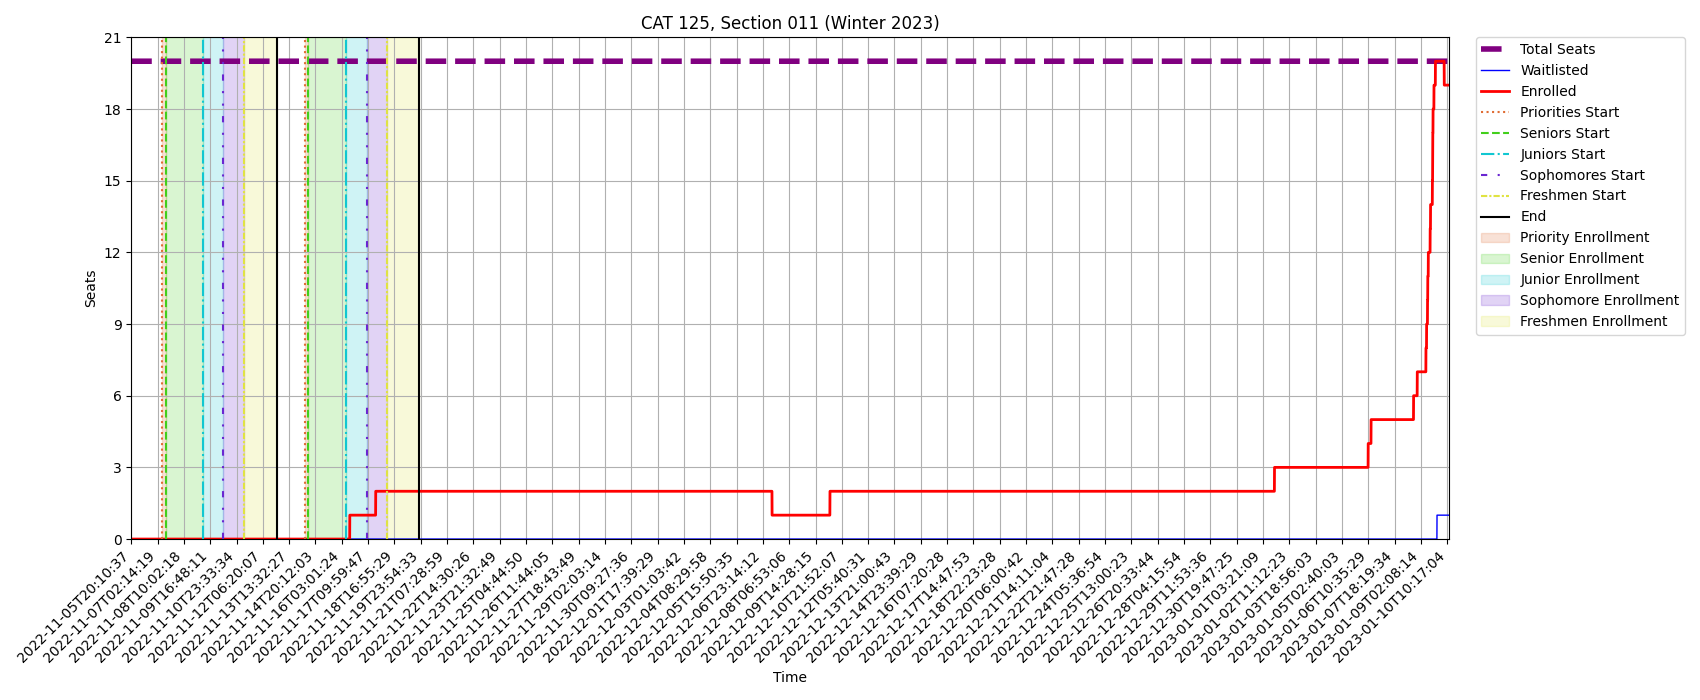 CAT 125, Section 011 (Winter 2023)
21
18
15
12
9
6
3
0
Seats
2022-11-05T20:10:37
2022-11-07T02:14:19
2022-11-08T10:02:18
2022-11-09T16:48:11
2022-11-10T23:33:34
2022-11-12T06:20:07
2022-11-13T13:32:27
2022-11-14T20:12:03
2022-11-16T03:01:24
2022-11-17T09:59:47
2022-11-18T16:55:29
2022-11-19T23:54:33
2022-11-21T07:28:59
2022-11-22T14:30:26
2022-11-23T21:32:49
2022-11-25T04:44:50
2022-11-26T11:44:05
2022-11-27T18:43:49
2022-11-29T02:03:14
2022-11-30T09:27:36
2022-12-01T17:39:29
2022-12-03T01:03:42
2022-12-04T08:29:58
2022-12-05T15:50:35
2022-12-06T23:14:12
2022-12-08T06:53:06
2022-12-09T14:28:15
2022-12-10T21:52:07
2022-12-12T05:40:31
2022-12-13T21:00:43
2022-12-14T23:39:29
2022-12-16T07:20:28
2022-12-17T14:47:53
2022-12-18T22:23:28
2022-12-20T06:00:42
2022-12-21T14:11:04
2022-12-22T21:47:28
2022-12-24T05:36:54
2022-12-25T13:00:23
2022-12-26T20:33:44
2022-12-28T04:15:54
2022-12-29T11:53:36
2022-12-30T19:47:25
2023-01-01T03:21:09
2023-01-02T11:12:23
2023-01-03T18:56:03
2023-01-05T02:40:03
2023-01-06T10:35:29
2023-01-07T18:19:34
2023-01-09T02:08:14
2023-01-10T10:17:04
Time
Total Seats
Waitlisted
Enrolled
Priorities Start
Seniors Start
Juniors Start
Sophomores Start
Freshmen Start
End
Priority Enrollment
Senior Enrollment
Junior Enrollment
Sophomore Enrollment
Freshmen Enrollment